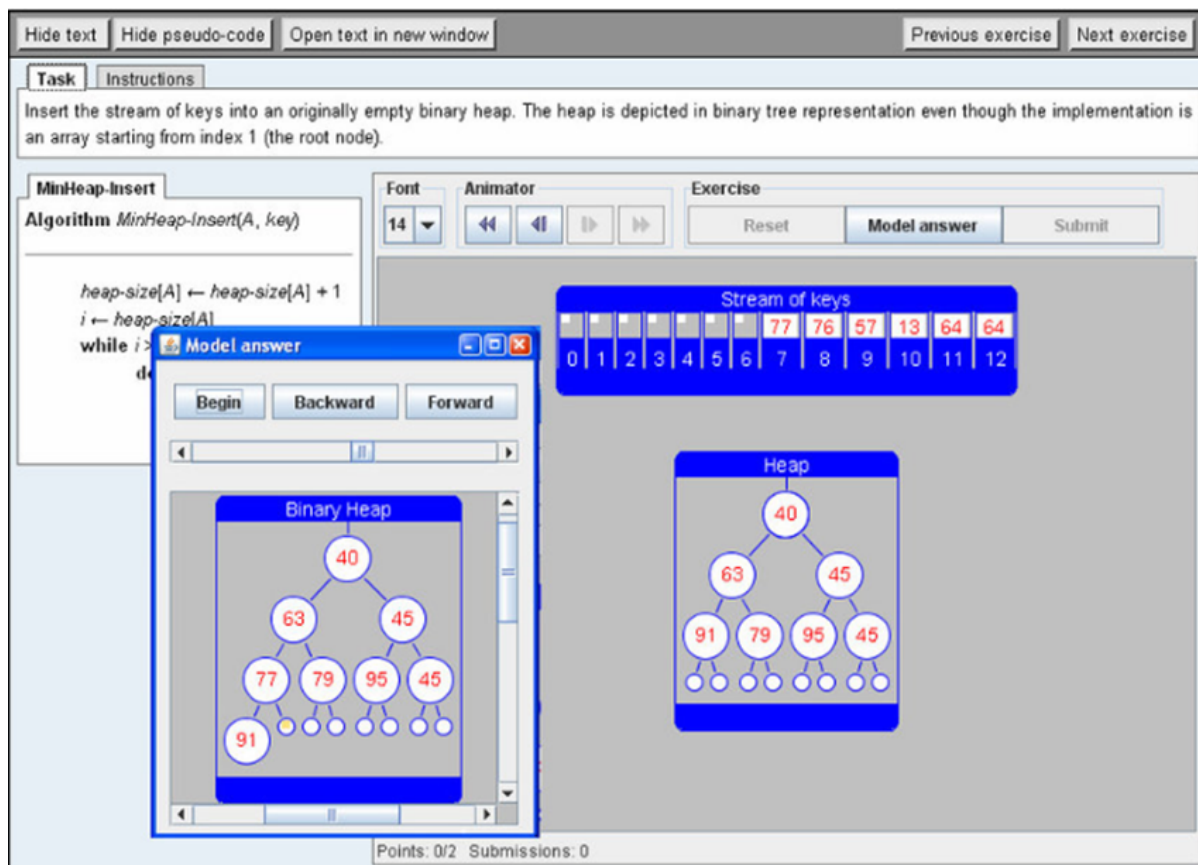 Hide text Hide pseudo-code Open text in new window Previous exercise Next exercise
Task Instructions
Insert the stream of keys into an originally empty binary heap. The heap is depicted in binary tree representation even though the implementation is
an array starting from index 1 (the root node).
MinHeap-Insert
Algorithm MinHeap-Insert(A, key)
heap-size[A] ← heap-size[A] + 1
i ← heap-size[A]
while i >
Font Animator Exercise
14 Reset Model answer Submit
Stream of keys
77 76 57 13 64 64
0 1 2 3 4 5 6 7 8 9 10 11 12
Model answer
Begin Backward Forward
Binary Heap
40
63 45
77 79 95 45
91
Heap
40
63 45
91 79 95 45
Points: 0/2 Submissions: 0